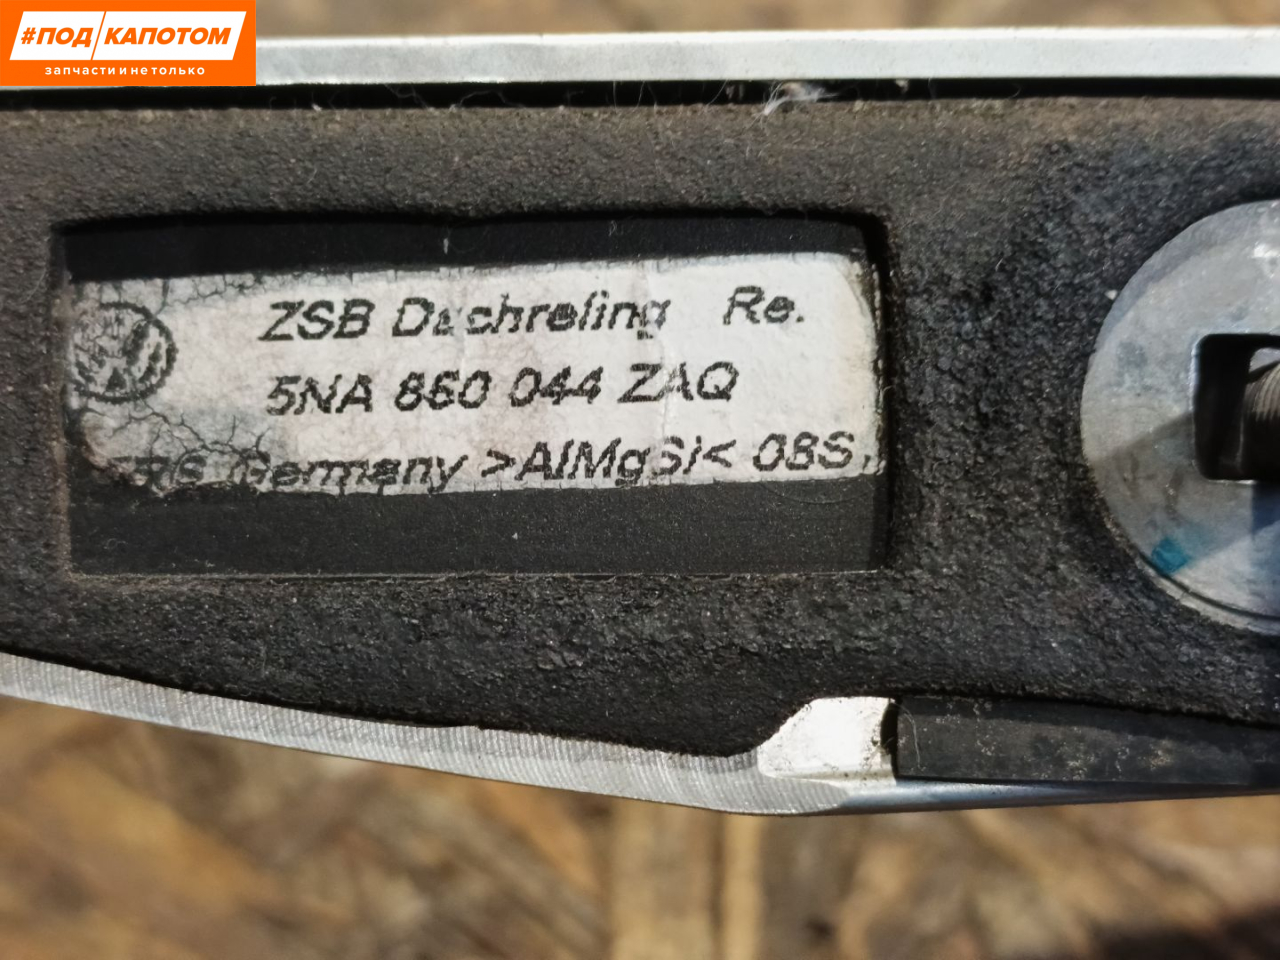 #ПОД КАПОТОМ
запчасти и не только
ZSB Dachreling Re.
5NA 860 044 ZAQ
Germany >AlMgSi< 08S